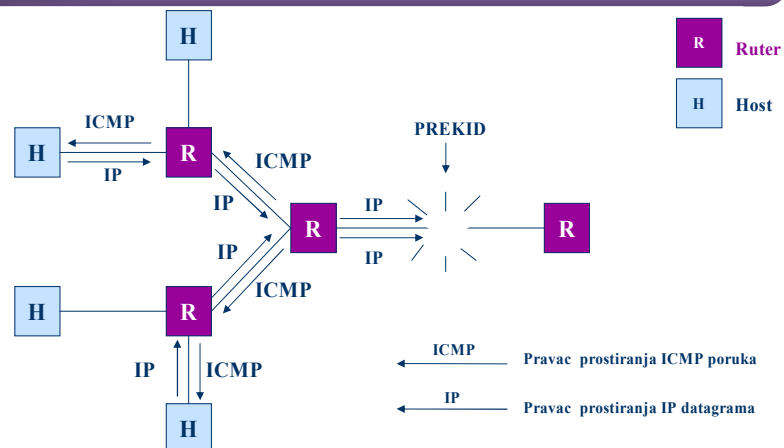 H
R
Ruter
H
Host
ICMP
PREKID
H
R
ICMP
IP
IP
IP
R
R
IP
IP
ICMP
H
R
ICMP
Pravac prostiranja ICMP poruka
IP
ICMP
IP
Pravac prostiranja IP datagrama
H